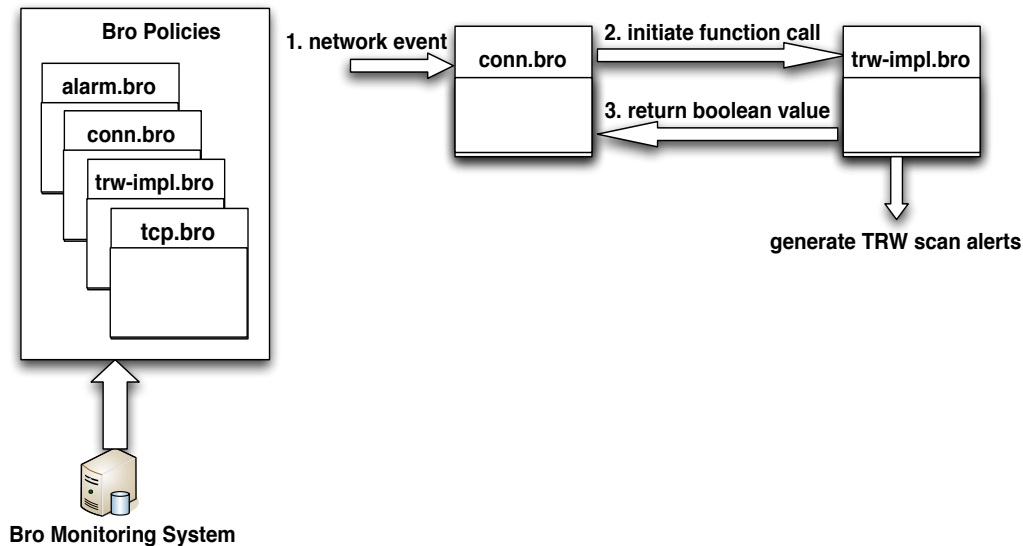 Bro Policies
alarm.bro
conn.bro
trw-impl.bro
tcp.bro
Bro Monitoring System
1. network event
conn.bro
2. initiate function call
trw-impl.bro
3. return boolean value
generate TRW scan alerts